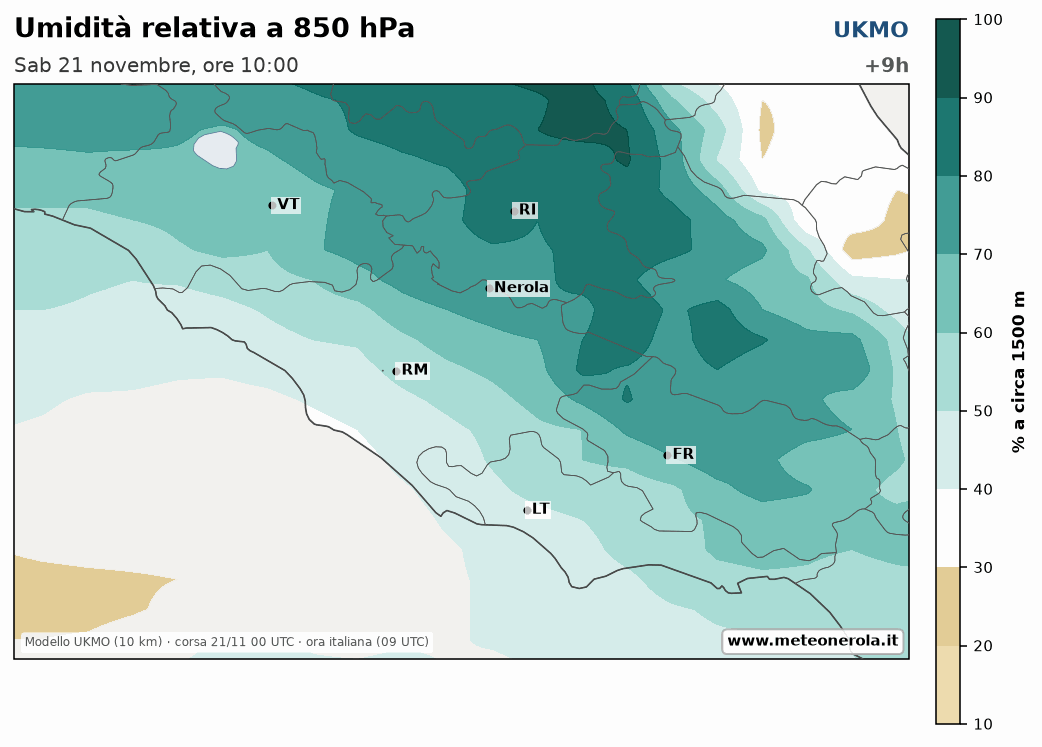 Umidità relativa a 850 hPa
UKMO
Sab 21 novembre, ore 10:00
+9h
VT
RI
Nerola
RM
FR
LT
Modello UKMO (10 km) · corsa 21/11 00 UTC · ora italiana (09 UTC)
www.meteonerola.it
100
90
80
70
60
50
40
30
20
10
% a circa 1500 m